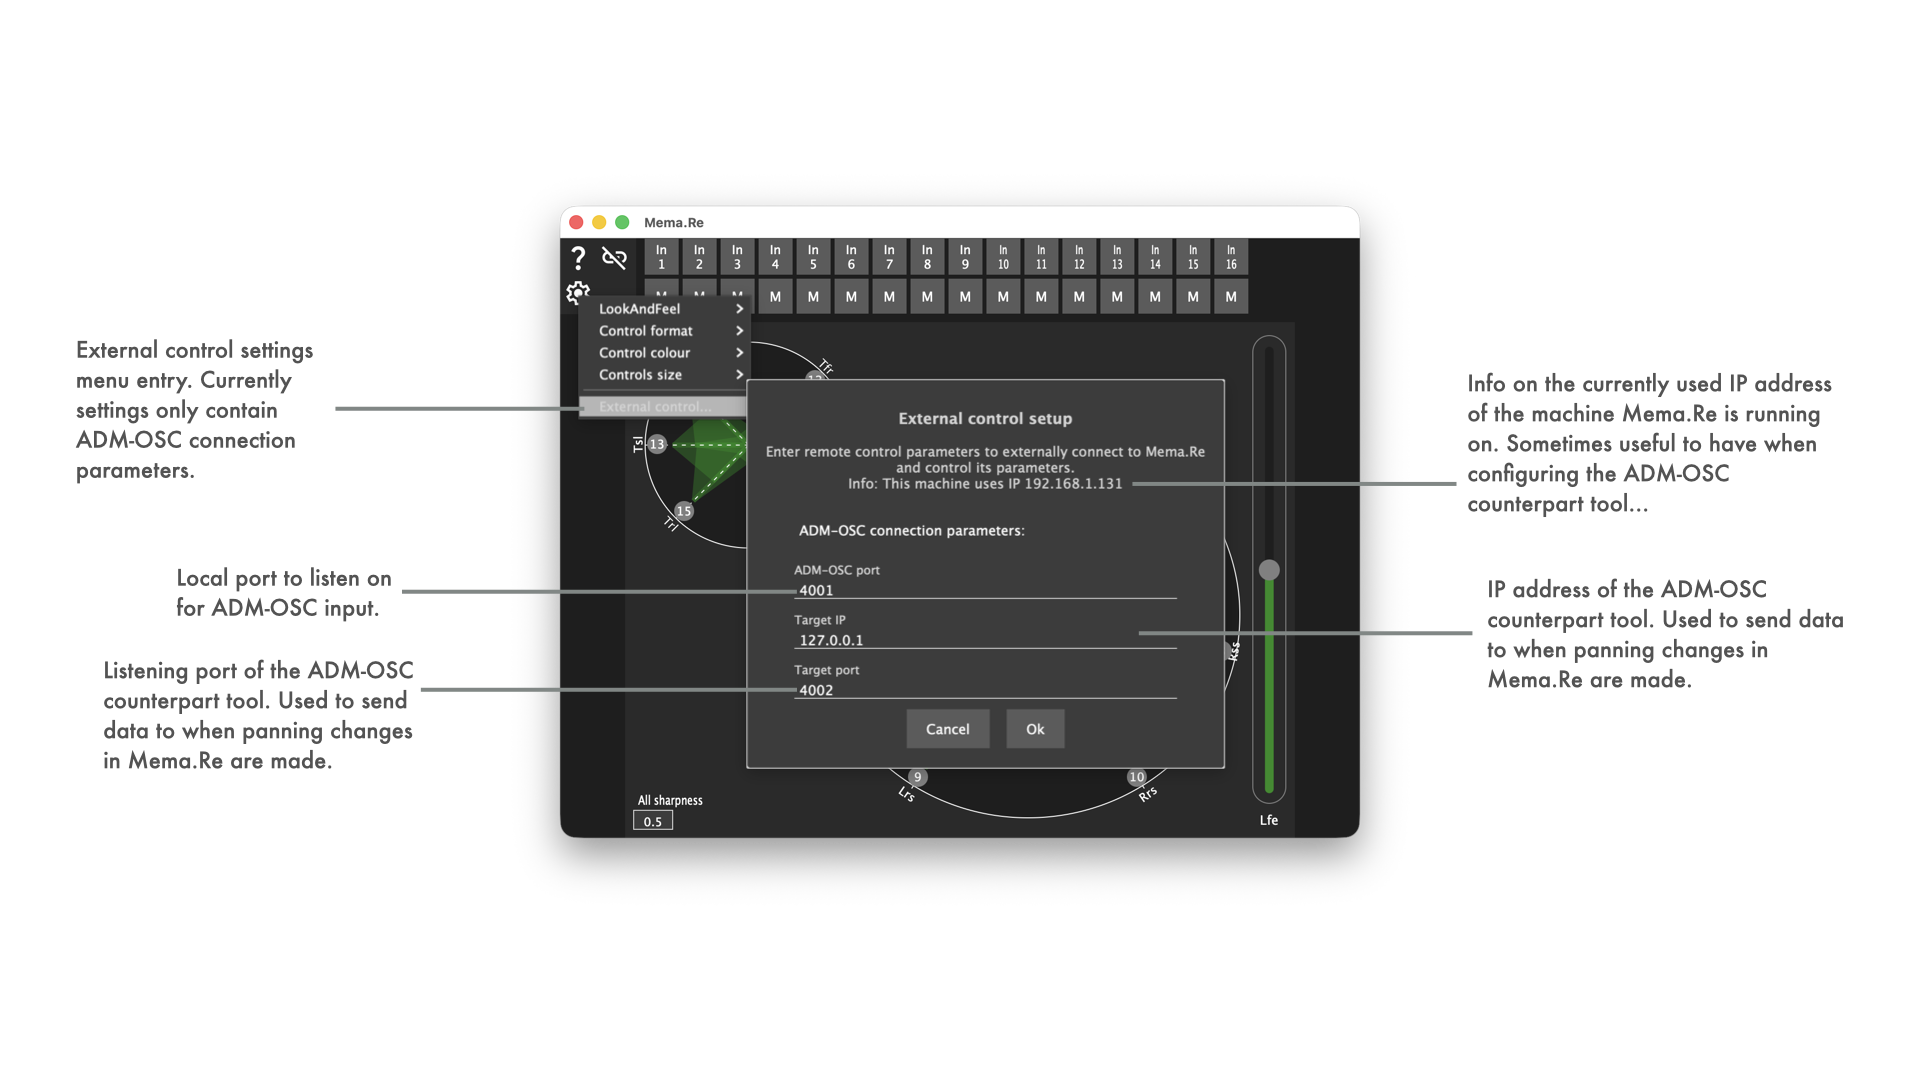 Mema.Re
In In In In In In In In In In In In In In In In
1 2 3 4 5 6 7 8 9 10 11 12 13 14 15 16
M M M M M M M M M M M M M M M M
LookAndFeel
Control format
Control colour
Controls size
External control...
External control settings
menu entry. Currently
settings only contain
ADM-OSC connection
parameters.
Local port to listen on
for ADM-OSC input.
Listening port of the ADM-OSC
counterpart tool. Used to send
data to when panning changes
in Mema.Re are made.
Tfr
Tsl
13
15
Trl
External control setup
Enter remote control parameters to externally connect to Mema.Re
and control its parameters.
Info: This machine uses IP 192.168.1.131
ADM-OSC connection parameters:
ADM-OSC port
4001
Target IP
127.0.0.1
Target port
4002
Cancel
Ok
Rss
9
Lrs
10
Rrs
All sharpness
0.5
Lfe
Info on the currently used IP address
of the machine Mema.Re is running
on. Sometimes useful to have when
configuring the ADM-OSC
counterpart tool...
IP address of the ADM-OSC
counterpart tool. Used to send data
to when panning changes in
Mema.Re are made.